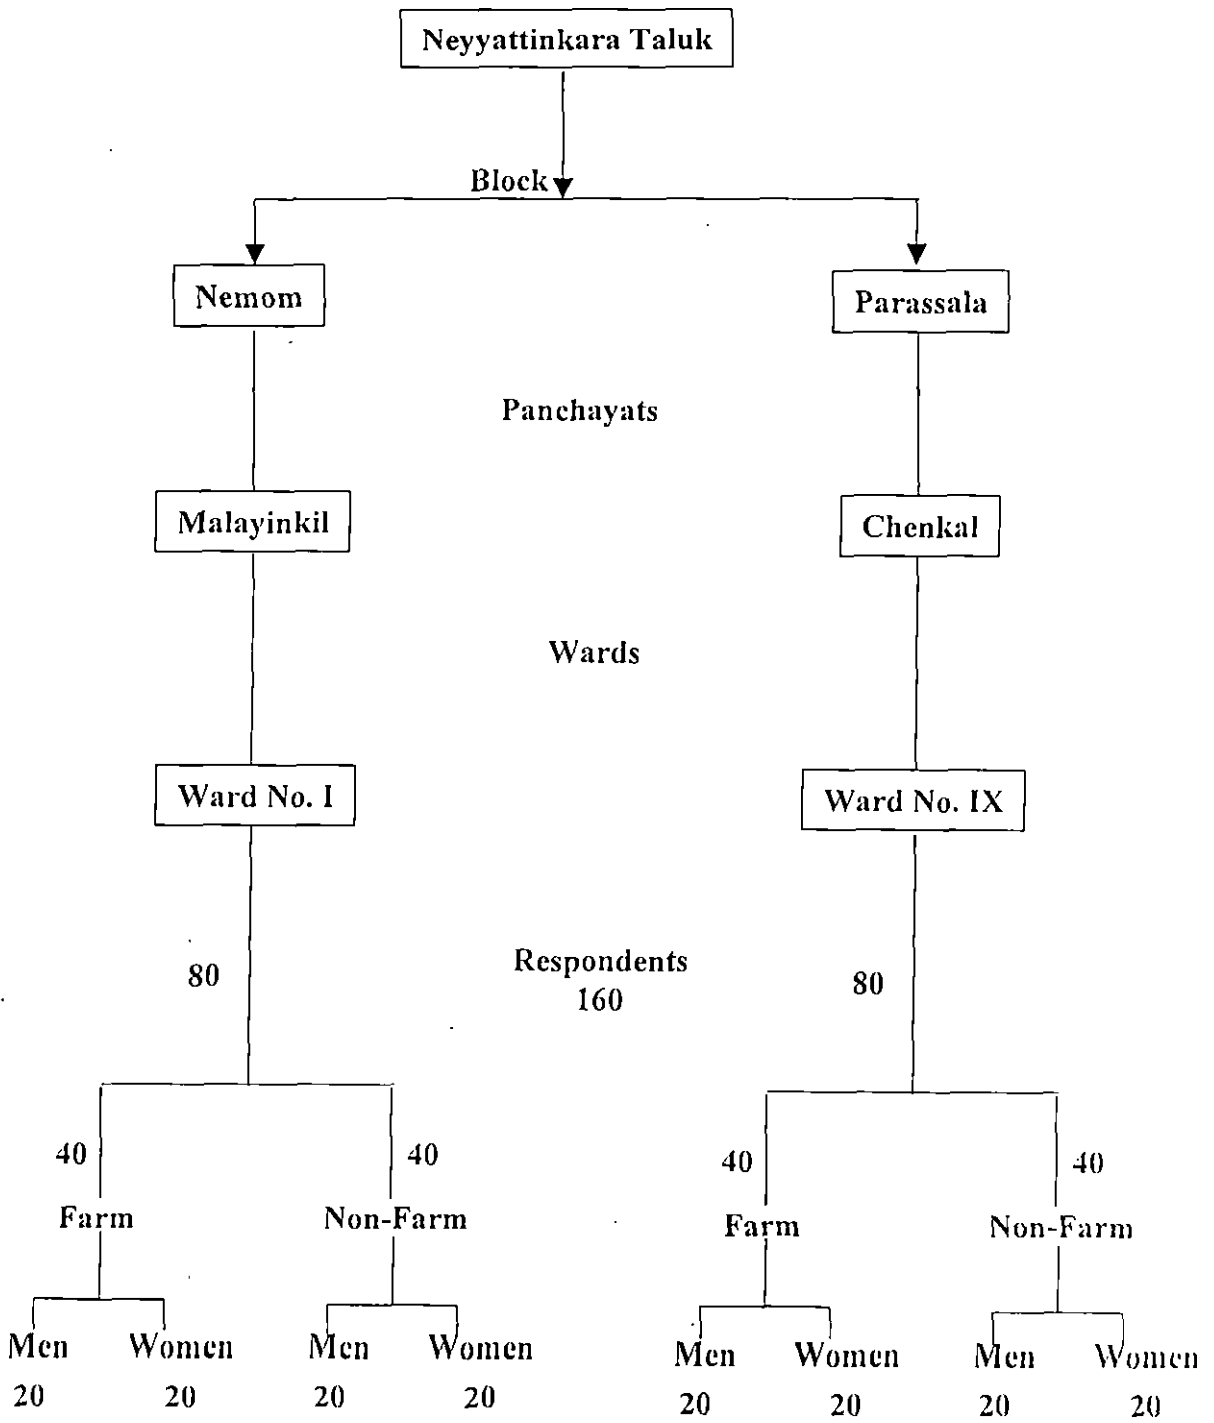 Neyyattinkara Taluk
Block
Nemom
Parassala
Panchayats
Malayinkil
Chenkal
Wards
Ward No. I
Ward No. IX
Respondents
80
160
80
40
40
40
40
Farm
Non-Farm
Farm
Non-Farm
Men
Women
Men
Women
Men
Women
Men
Women
20
20
20
20
20
20
20
20